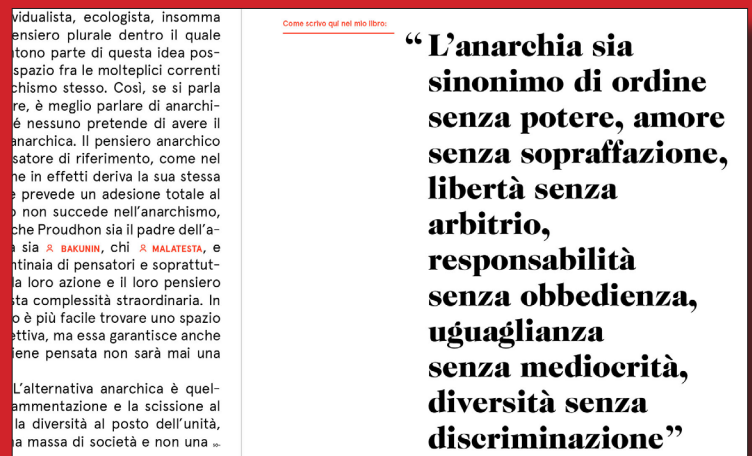 vidualista, ecologista, insomma
ensiero plurale dentro il quale
tono parte di questa idea pos-
spazio fra le molteplici correnti
chismo stesso. Così, se si parla
re, è meglio parlare di anarchi-
é nessuno pretende di avere il
anarchica. Il pensiero anarchico
satore di riferimento, come nel
ne in effetti deriva la sua stessa
e prevede un adesione totale al
o non succede nell'anarchismo,
che Proudhon sia il padre dell'a-
a sia BAKUNIN, chi MALATESTA, e
ntinaia di pensatori e soprattut-
la loro azione e il loro pensiero
sta complessità straordinaria. In
o è più facile trovare uno spazio
ettiva, ma essa garantisce anche
iene pensata non sarà mai una
L'alternativa anarchica è quel-
ammentazione e la scissione al
la diversità al posto dell'unità,
na massa di società e non una
Come scrivo qui nel mio libro:
“L'anarchia sia
sinonimo di ordine
senza potere, amore
senza sopraffazione,
libertà senza
arbitrio,
responsabilità
senza obbedienza,
uguaglianza
senza mediocrità,
diversità senza
discriminazione”